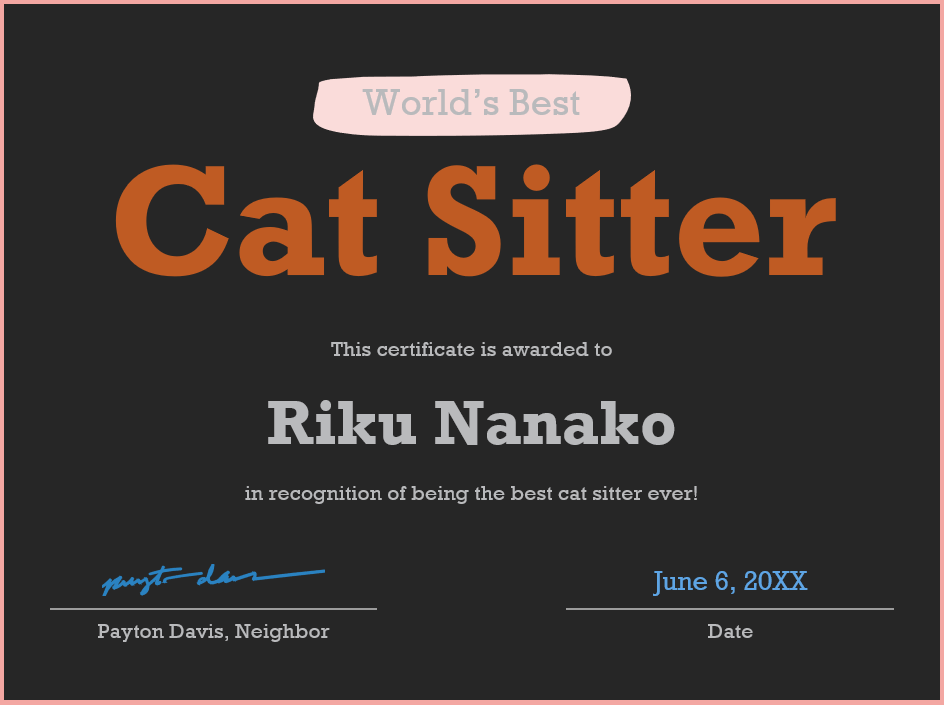 World's Best
Cat Sitter
This certificate is awarded to
Riku Nanako
in recognition of being the best cat sitter ever!
payton davis
June 6, 20XX
Payton Davis, Neighbor
Date